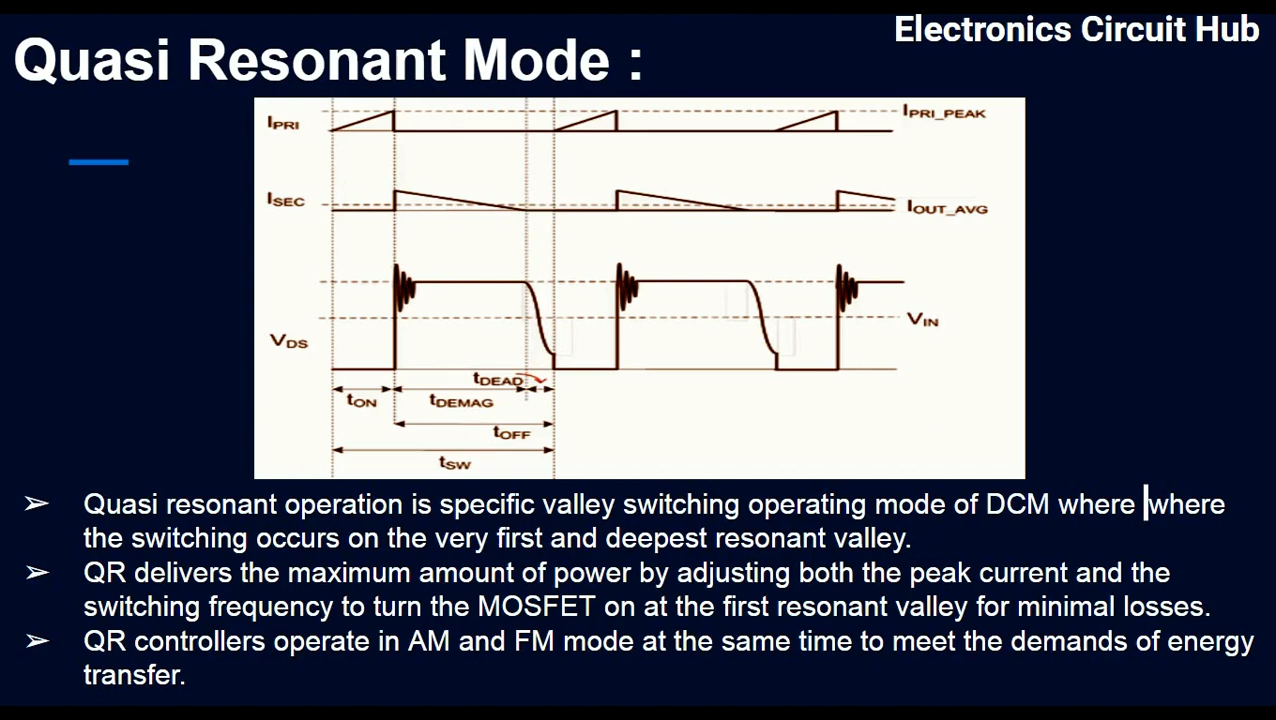 Electronics Circuit Hub
Quasi Resonant Mode :
IPRI
IPRI_PEAK
ISEC
IOUT_AVG
VDS
VIN
tDEAD
tON
tDEMAG
tOFF
tSW
➢ Quasi resonant operation is specific valley switching operating mode of DCM where where
the switching occurs on the very first and deepest resonant valley.
➢ QR delivers the maximum amount of power by adjusting both the peak current and the
switching frequency to turn the MOSFET on at the first resonant valley for minimal losses.
➢ QR controllers operate in AM and FM mode at the same time to meet the demands of energy
transfer.